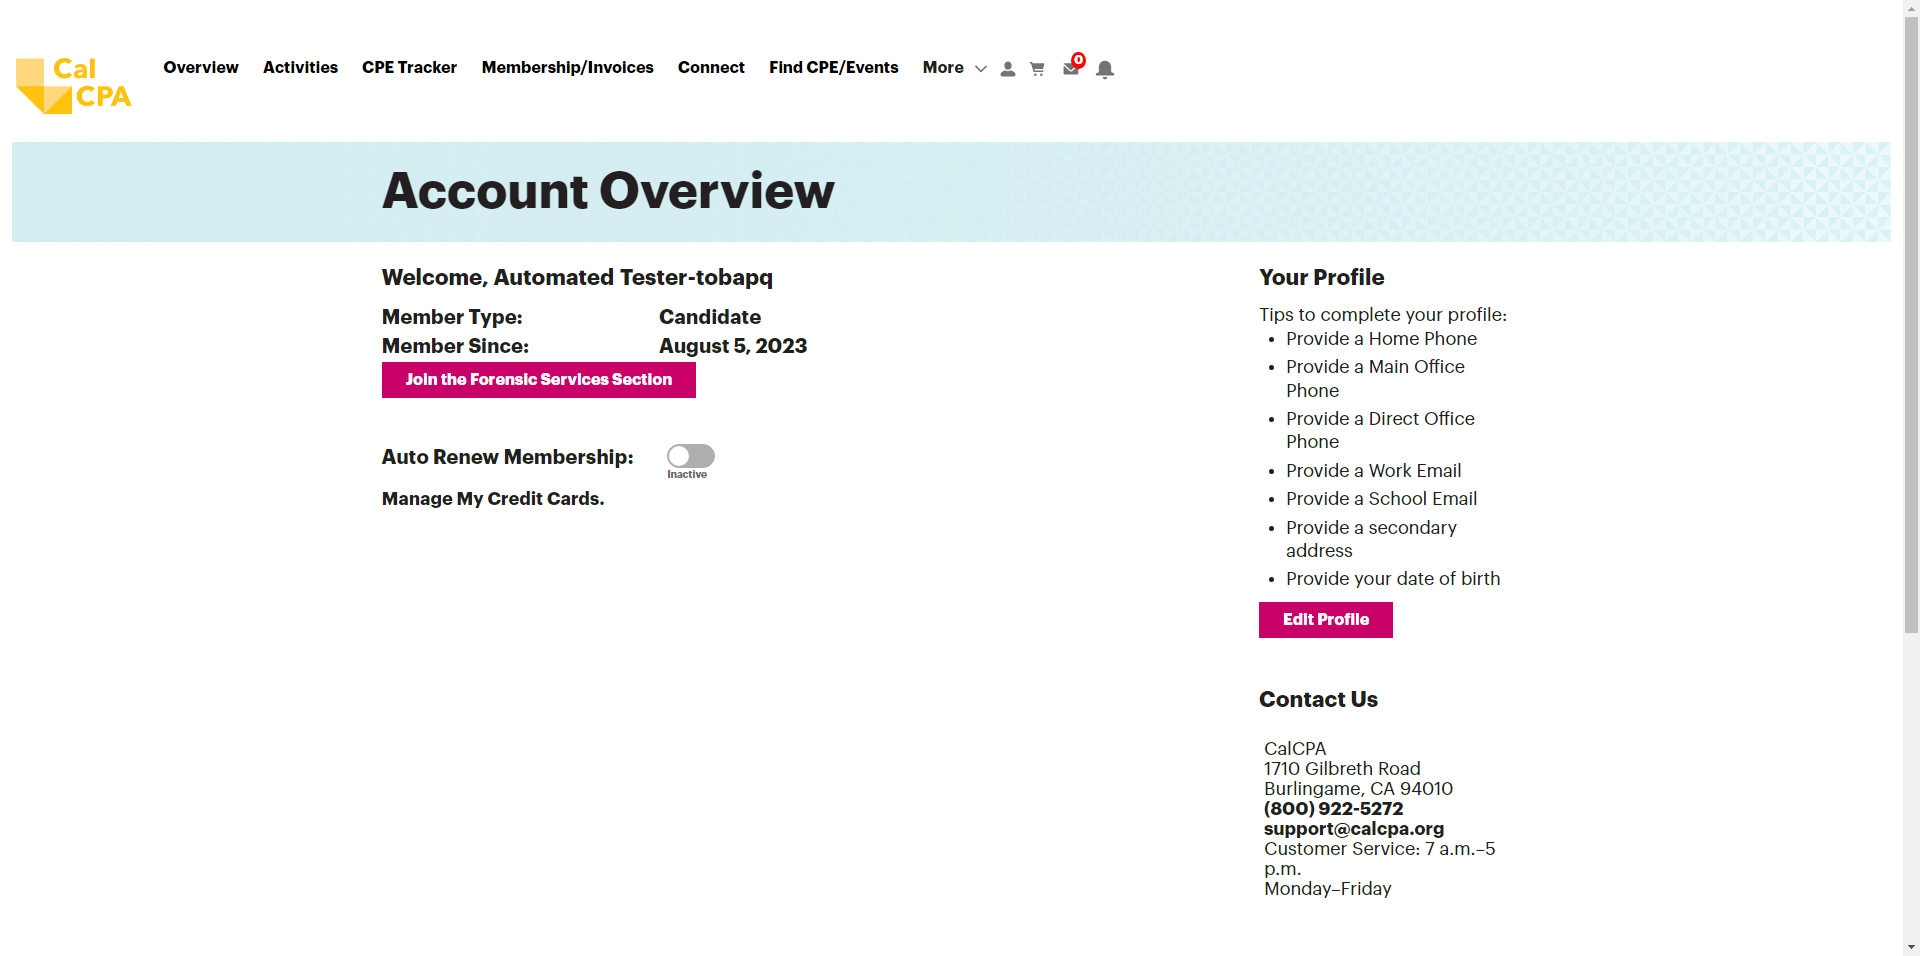 Cal
CPA
Overview Activities CPE Tracker Membership/Invoices Connect Find CPE/Events More 0
Account Overview
Welcome, Automated Tester-tobapq
Member Type: Candidate
Member Since: August 5, 2023
Join the Forensic Services Section
Auto Renew Membership:
Inactive
Manage My Credit Cards.
Your Profile
Tips to complete your profile:
• Provide a Home Phone
• Provide a Main Office
Phone
• Provide a Direct Office
Phone
• Provide a Work Email
• Provide a School Email
• Provide a secondary
address
• Provide your date of birth
Edit Profile
Contact Us
CalCPA
1710 Gilbreth Road
Burlingame, CA 94010
(800) 922-5272
support@calcpa.org
Customer Service: 7 a.m.–5
p.m.
Monday–Friday